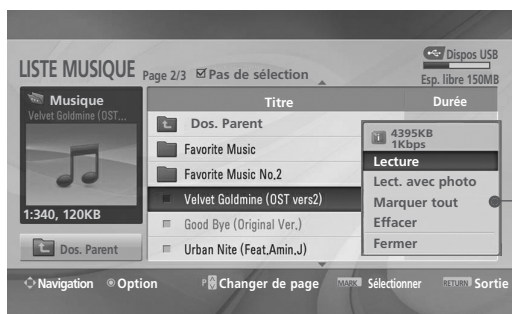 LISTE MUSIQUE
Page 2/3
Pas de sélection
Dispos USB
Esp. libre 150MB
Musique
Velvet Goldmine (OST...
1:340, 120KB
Dos. Parent
Titre
Durée
Dos. Parent
Favorite Music
Favorite Music No.2
Velvet Goldmine (OST vers2)
Good Bye (Original Ver.)
Urban Nite (Feat.Amin.J)
4395KB
1Kbps
Lecture
Lect. avec photo
Marquer tout
Effacer
Fermer
Navigation
Option
P Changer de page
MARK Sélectionner
RETURN Sortie